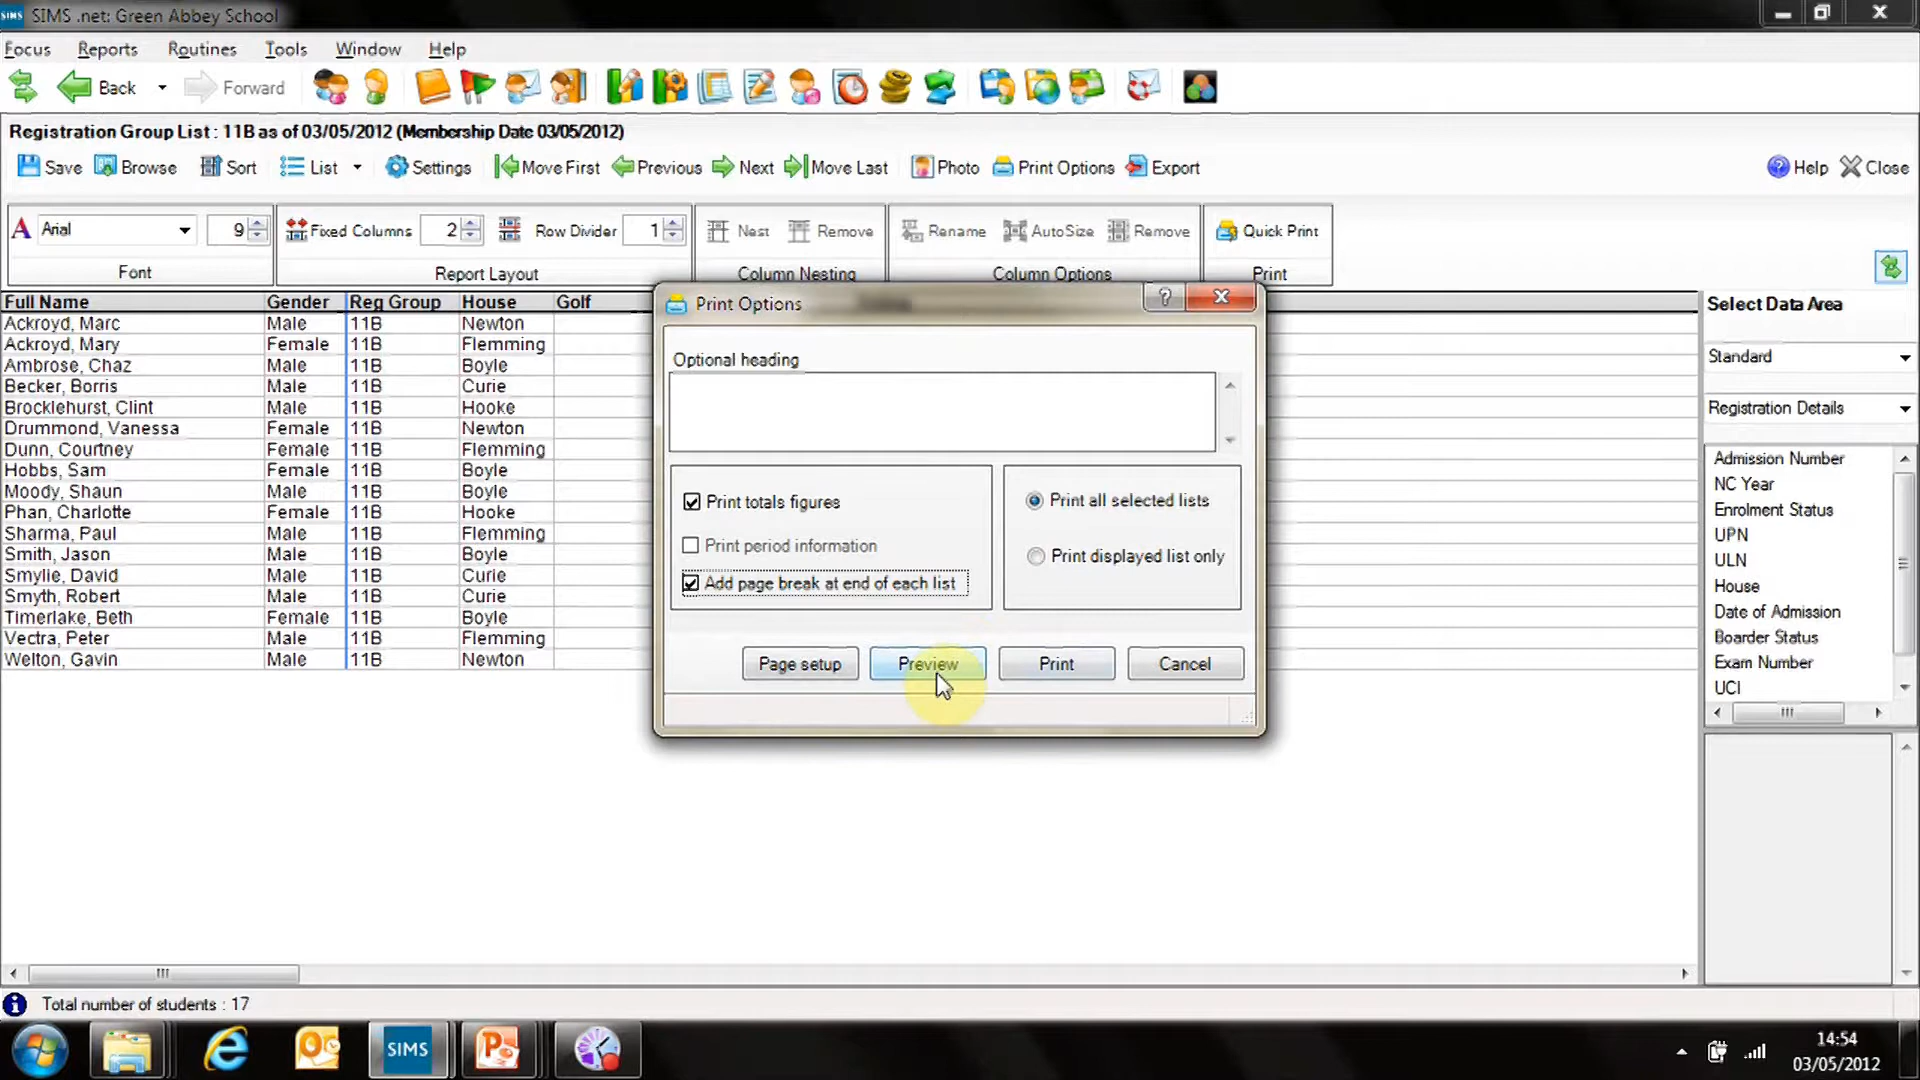 SIMS .net: Green Abbey School
Focus Reports Routines Tools Window Help
Back Forward
Registration Group List : 11B as of 03/05/2012 (Membership Date 03/05/2012)
Save Browse Sort List Settings Move First Previous Next Move Last Photo Print Options Export Help Close
A Arial 9 Fixed Columns 2 Row Divider 1 Nest Remove Rename AutoSize Remove Quick Print
Font Report Layout Column Nesting Column Options Print
Full Name Gender Reg Group House Golf
Ackroyd, Marc Male 11B Newton
Ackroyd, Mary Female 11B Flemming
Ambrose, Chaz Male 11B Boyle
Becker, Borris Male 11B Curie
Brocklehurst, Clint Male 11B Hooke
Drummond, Vanessa Female 11B Newton
Dunn, Courtney Female 11B Flemming
Hobbs, Sam Female 11B Boyle
Moody, Shaun Male 11B Boyle
Phan, Charlotte Female 11B Hooke
Sharma, Paul Male 11B Flemming
Smith, Jason Male 11B Boyle
Smylie, David Male 11B Curie
Smyth, Robert Male 11B Curie
Timerlake, Beth Female 11B Boyle
Vectra, Peter Male 11B Flemming
Welton, Gavin Male 11B Newton
Print Options
?
Optional heading
Print totals figures
Print period information
Add page break at end of each list
Print all selected lists
Print displayed list only
Page setup Preview Print Cancel
Select Data Area
Standard
Registration Details
Admission Number
NC Year
Enrolment Status
UPN
ULN
House
Date of Admission
Boarder Status
Exam Number
UCI
Total number of students : 17
SIMS
14:54
03/05/2012